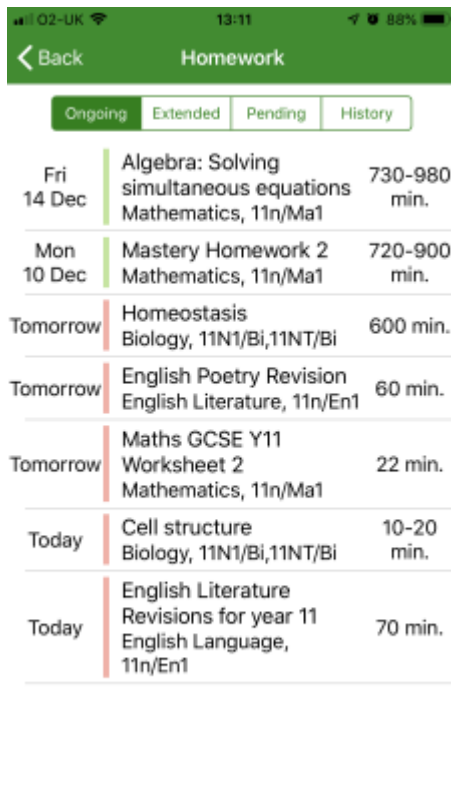 O2-UK 13:11 88%
Back Homework
Ongoing Extended Pending History
Fri
14 Dec
Algebra: Solving
simultaneous equations
Mathematics, 11n/Ma1
730-980
min.
Mon
10 Dec
Mastery Homework 2
Mathematics, 11n/Ma1
720-900
min.
Tomorrow
Homeostasis
Biology, 11N1/Bi,11NT/Bi
600 min.
Tomorrow
English Poetry Revision
English Literature, 11n/En1
60 min.
Tomorrow
Maths GCSE Y11
Worksheet 2
Mathematics, 11n/Ma1
22 min.
Today
Cell structure
Biology, 11N1/Bi,11NT/Bi
10-20
min.
Today
English Literature
Revisions for year 11
English Language,
11n/En1
70 min.